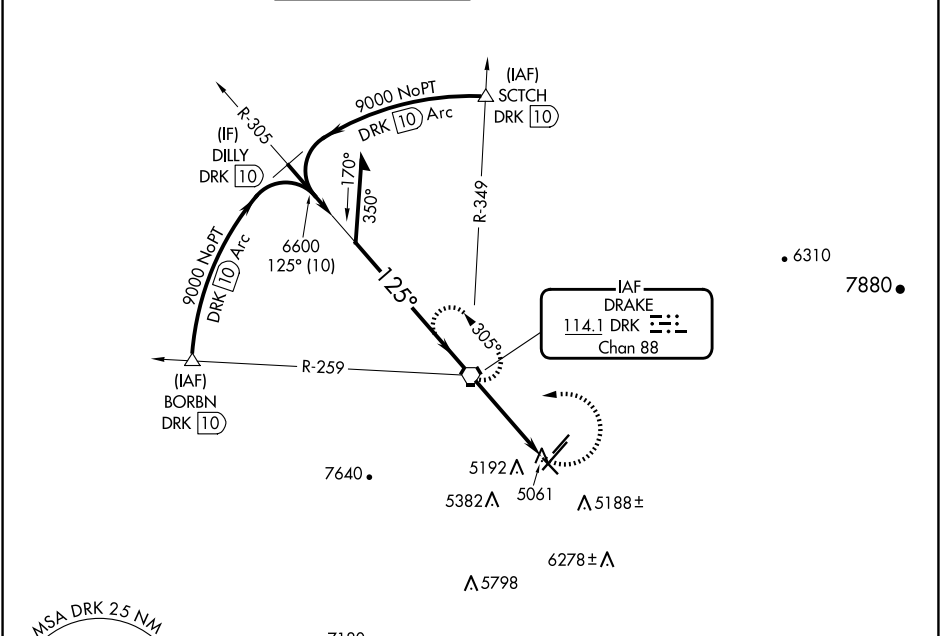 (IAF)
SCTCH
DRK 10
9000 NoPT
DRK 10 Arc
R-305
(IF)
DILLY
DRK 10
170°
350°
R-349
9000 NoPT
DRK 10 Arc
6600
125° (10)
6310
7880
125°
IAF
DRAKE
114.1 DRK
Chan 88
305°
R-259
(IAF)
BORBN
DRK 10
7640
5192
5061
5382
5188±
6278±
5798
MSA DRK 25 NM